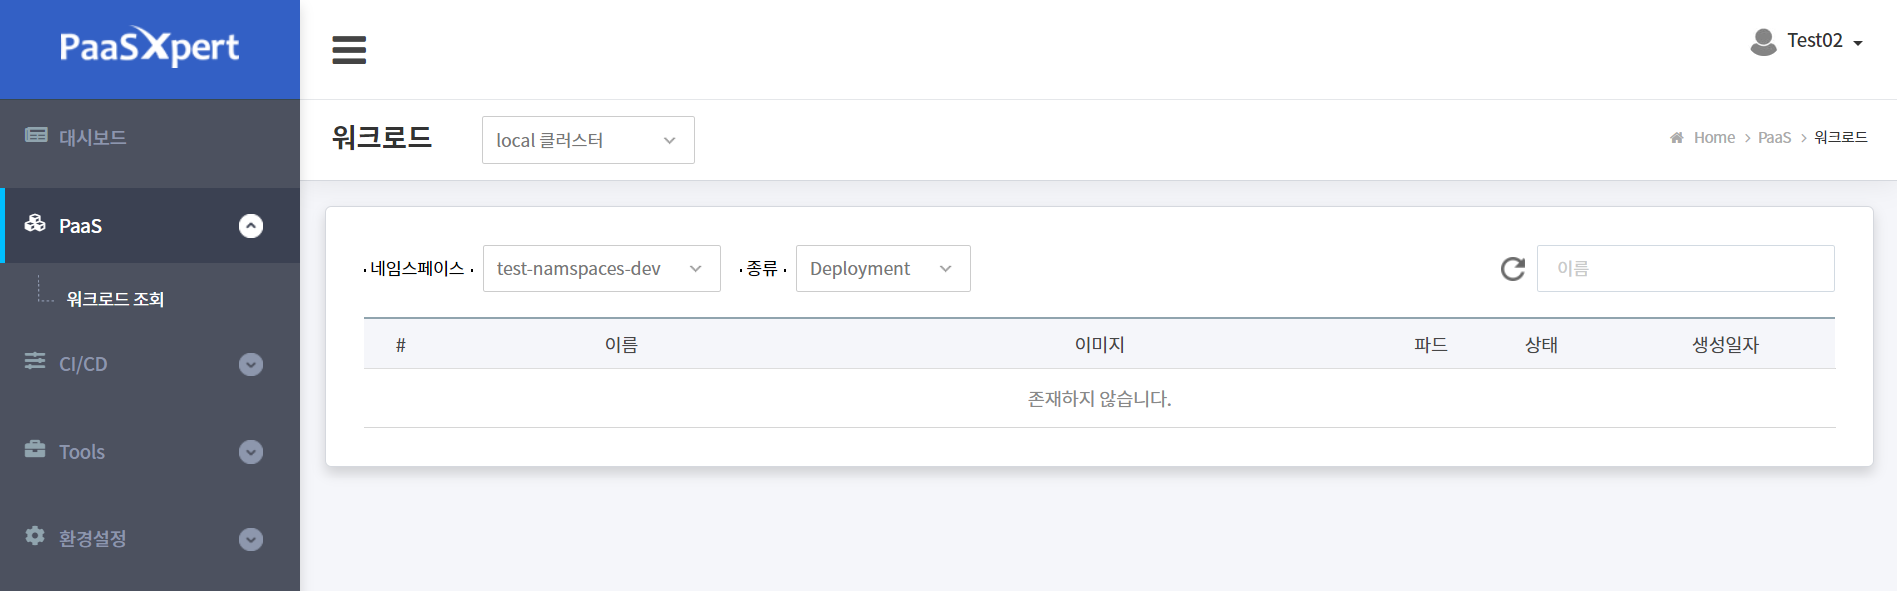 PaaSXpert
Test02
대시보드
PaaS
워크로드 조회
CI/CD
Tools
환경설정
워크로드
local 클러스터
Home > PaaS > 워크로드
네임스페이스
test-namspaces-dev
종류
Deployment
이름
# 이름 이미지 파드 상태 생성일자
존재하지 않습니다.